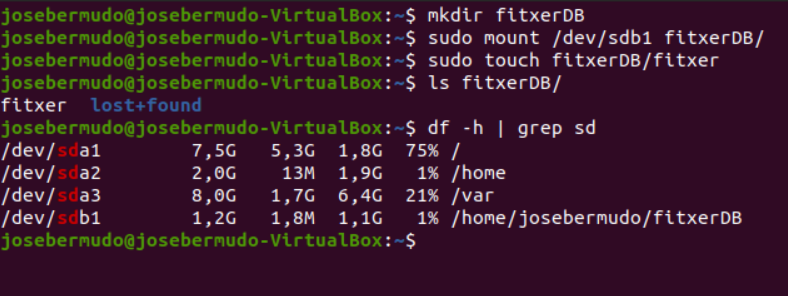 josebermudo@josebermudo-VirtualBox:~$ mkdir fitxerDB
josebermudo@josebermudo-VirtualBox:~$ sudo mount /dev/sdb1 fitxerDB/
josebermudo@josebermudo-VirtualBox:~$ sudo touch fitxerDB/fitxer
josebermudo@josebermudo-VirtualBox:~$ ls fitxerDB/
fitxer  lost+found
josebermudo@josebermudo-VirtualBox:~$ df -h | grep sd
/dev/sda1        7,5G   5,3G  1,8G  75% /
/dev/sda2        2,0G    13M  1,9G   1% /home
/dev/sda3        8,0G   1,7G  6,4G  21% /var
/dev/sdb1        1,2G   1,8M  1,1G   1% /home/josebermudo/fitxerDB
josebermudo@josebermudo-VirtualBox:~$